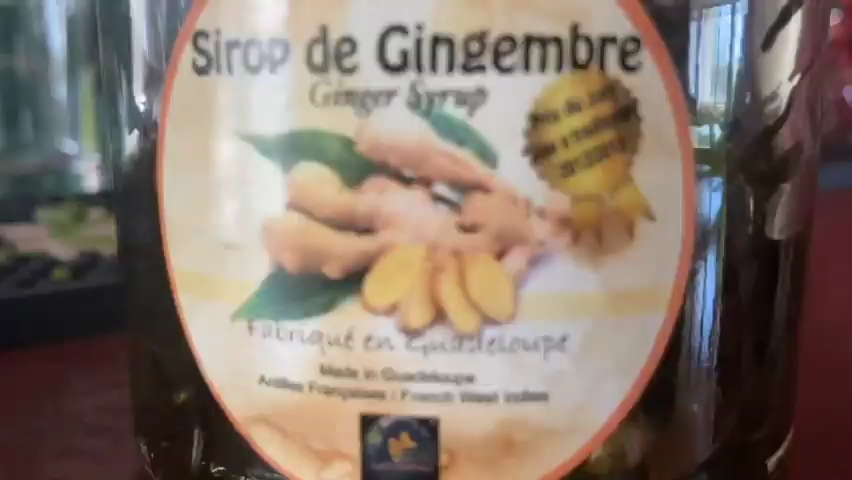 Sirop de Gingembre
Ginger Syrup
Fabriqué en Guadeloupe
Made in Guadeloupe
Antilles Françaises / French West Indies